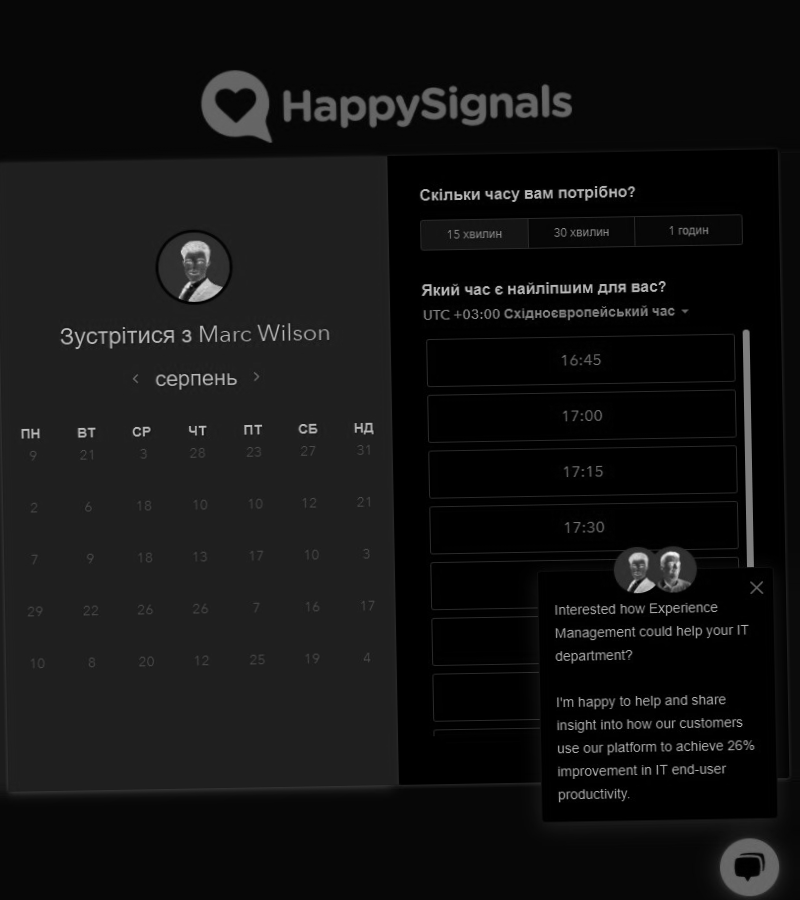 HappySignals
Зустрітися з Marc Wilson
серпень
ПН ВТ СР ЧТ ПТ СБ НД
9 21 3 28 23 27 31
2 6 18 10 10 12 21
7 9 18 13 17 10 3
29 22 26 26 7 16 17
10 8 20 12 25 19 4
Скільки часу вам потрібно?
15 хвилин 30 хвилин 1 годин
Який час є найліпшим для вас?
UTC +03:00 Східноєвропейський час
16:45
17:00
17:15
17:30
Interested how Experience
Management could help your IT
department?
I'm happy to help and share
insight into how our customers
use our platform to achieve 26%
improvement in IT end-user
productivity.